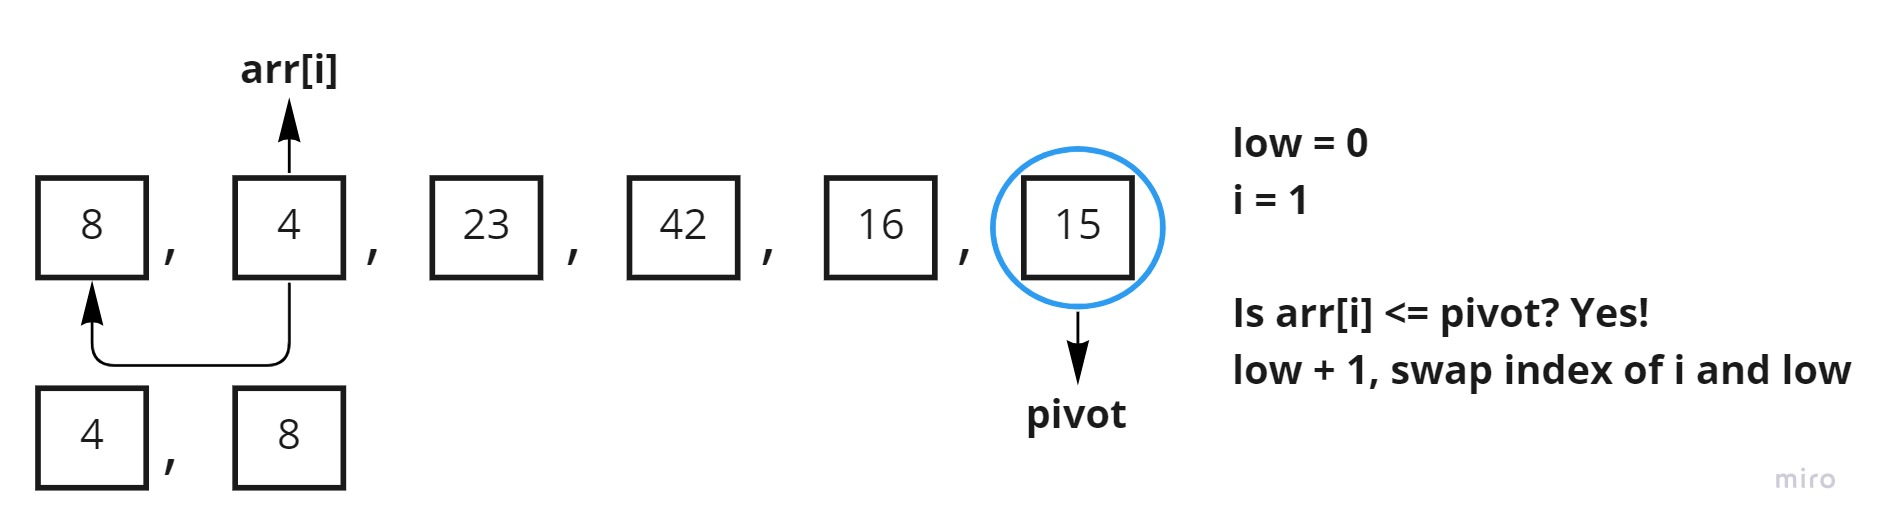 arr[i]
8 , 4 , 23 , 42 , 16 , 15
pivot
4 , 8
low = 0
i = 1
Is arr[i] <= pivot? Yes!
low + 1, swap index of i and low
miro